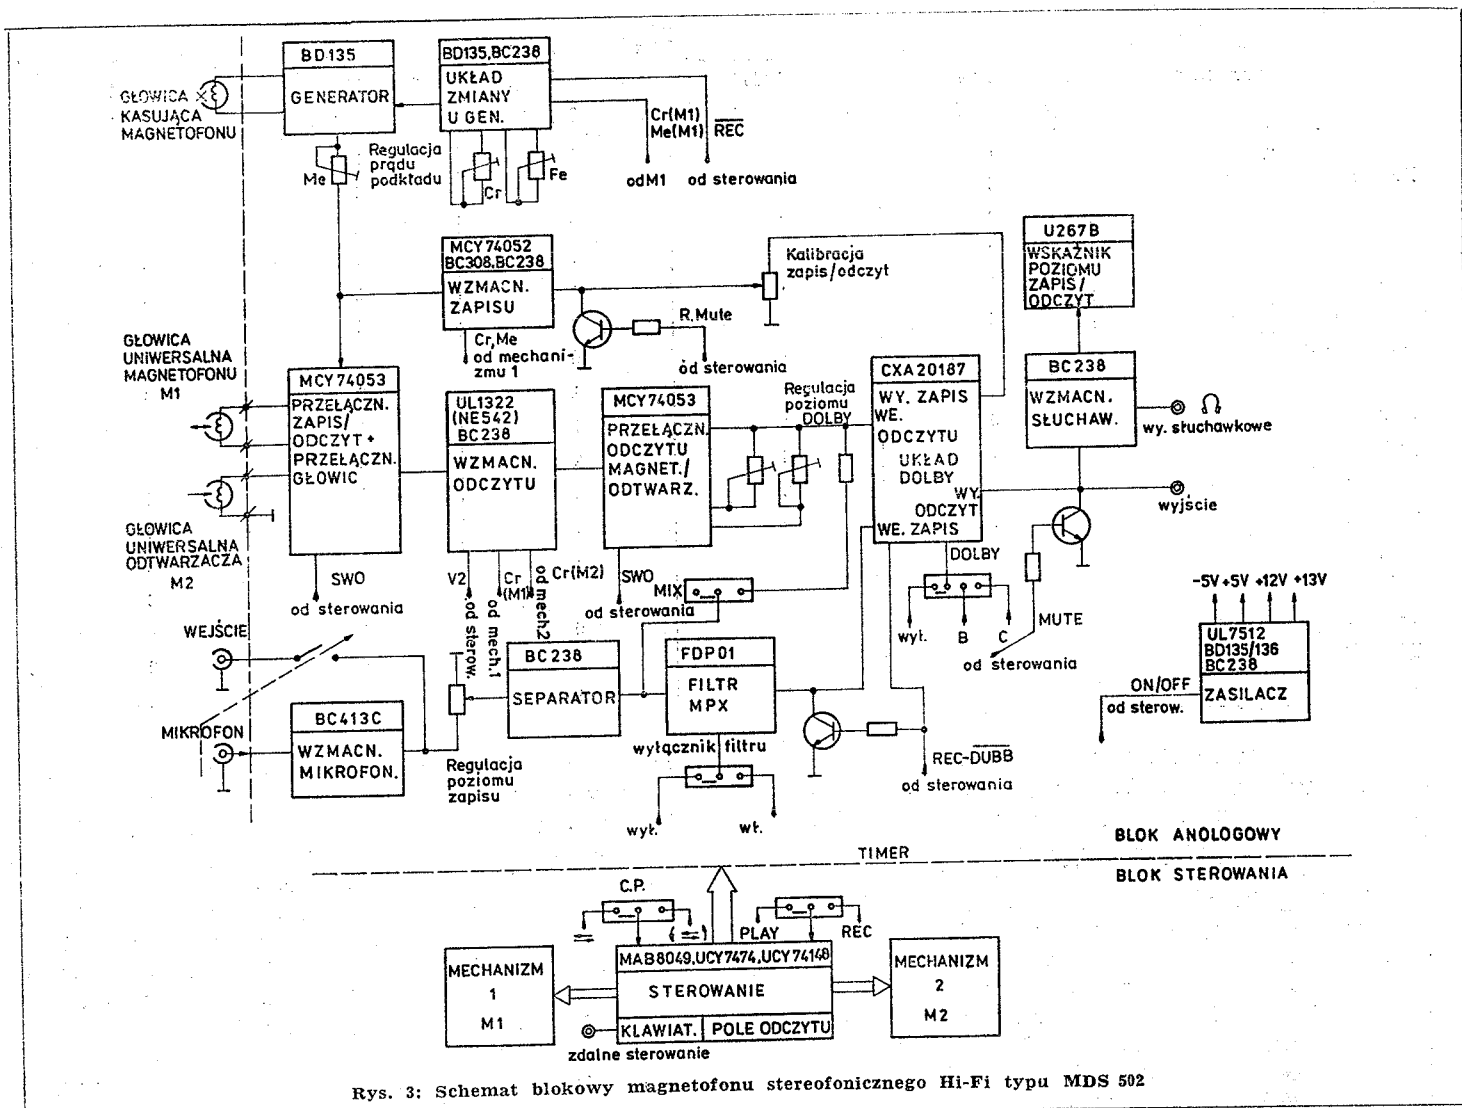 BD135
GENERATOR
GŁOWICA
KASUJĄCA
MAGNETOFONU
BD135, BC238
UKŁAD
ZMIANY
U GEN.
Cr(M1)
Me(M1)
REC
od M1
od sterowania
Me
Regulacja
prądu
podkładu
Cr
Fe
MCY74052
BC308, BC238
WZMACN.
ZAPISU
Cr, Me
od mechani-
zmu 1
R, Mute
od sterowania
Kalibracja
zapis/odczyt
U267B
WSKAŹNIK
POZIOMU
ZAPIS/
ODCZYT
GŁOWICA
UNIWERSALNA
MAGNETOFONU
M1
GŁOWICA
UNIWERSALNA
ODTWARZACZA
M2
MCY74053
PRZEŁĄCZN.
ZAPIS/
ODCZYT +
PRZEŁĄCZN.
GŁOWIC
SWO
od sterowania
UL1322
(NE542)
BC238
WZMACN.
ODCZYTU
V2
od sterow.
Cr
(M1)
od mech.1
od mech2
Cr(M2)
MCY74053
PRZEŁĄCZN.
ODCZYTU
MAGNET./
ODTWARZ.
SWO
od sterowania
MIX
Regulacja
poziomu
DOLBY
CXA20187
WY. ZAPIS
WE.
ODCZYTU
UKŁAD
DOLBY
WY.
ODCZYT
WE. ZAPIS
DOLBY
wył.
B
C
BC238
WZMACN.
SŁUCHAW.
Ω
wy. słuchawkowe
wyjście
MUTE
od sterowania
-5V +5V +12V +13V
UL7512
BD135/136
BC238
ZASILACZ
ON/OFF
od sterow.
WEJŚCIE
MIKROFON
BC413C
WZMACN.
MIKROFON.
Regulacja
poziomu
zapisu
BC238
SEPARATOR
FDP01
FILTR
MPX
wyłącznik filtru
wył.
wł.
REC-DUBB
od sterowania
BLOK ANOLOGOWY
TIMER
BLOK STEROWANIA
C.P.
PLAY
REC
MAB8049, UCY7474, UCY74148
STEROWANIE
KLAWIAT.
POLE ODCZYTU
zdalne sterowanie
MECHANIZM
1
M1
MECHANIZM
2
M2
Rys. 3: Schemat blokowy magnetofonu stereofonicznego Hi-Fi typu MDS 502